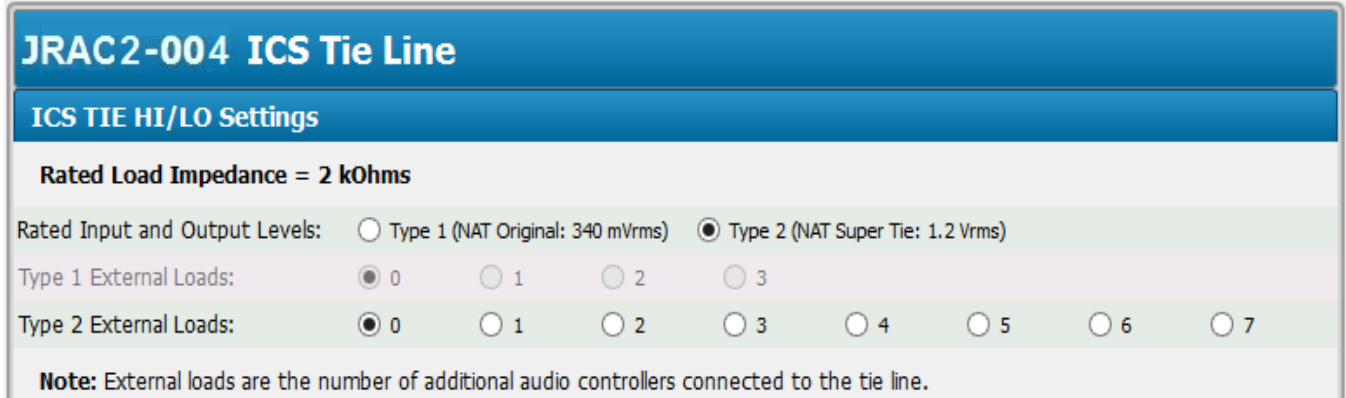 JRAC2-004 ICS Tie Line
ICS TIE HI/LO Settings
Rated Load Impedance = 2 kOhms
Rated Input and Output Levels: Type 1 (NAT Original: 340 mVrms) Type 2 (NAT Super Tie: 1.2 Vrms)
Type 1 External Loads: 0 1 2 3
Type 2 External Loads: 0 1 2 3 4 5 6 7
Note: External loads are the number of additional audio controllers connected to the tie line.